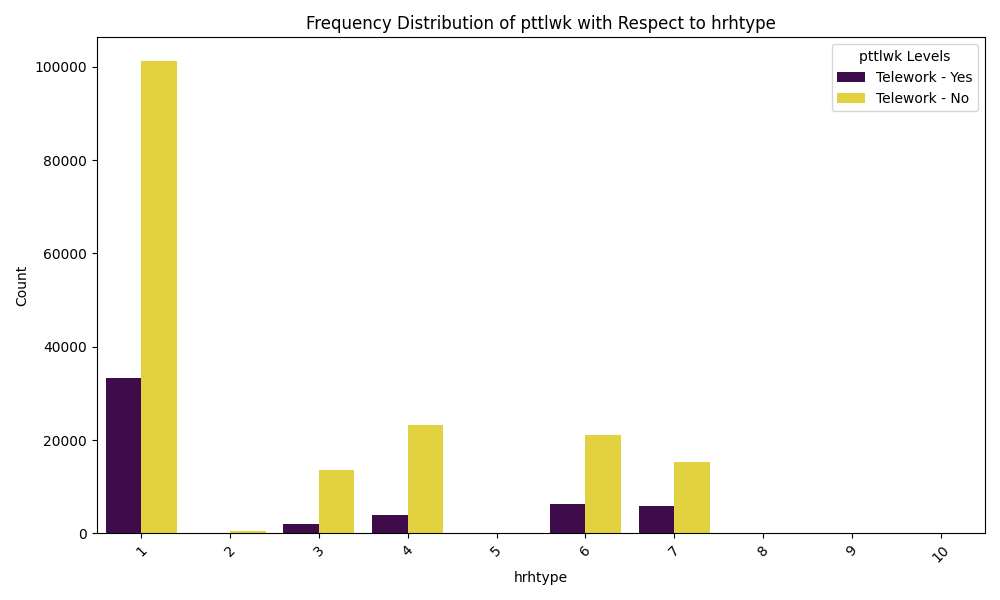 Frequency Distribution of pttlwk with Respect to hrhtype
pttlwk Levels
Telework - Yes
Telework - No
100000
80000
60000
40000
20000
0
Count
1 2 3 4 5 6 7 8 9 10
hrhtype